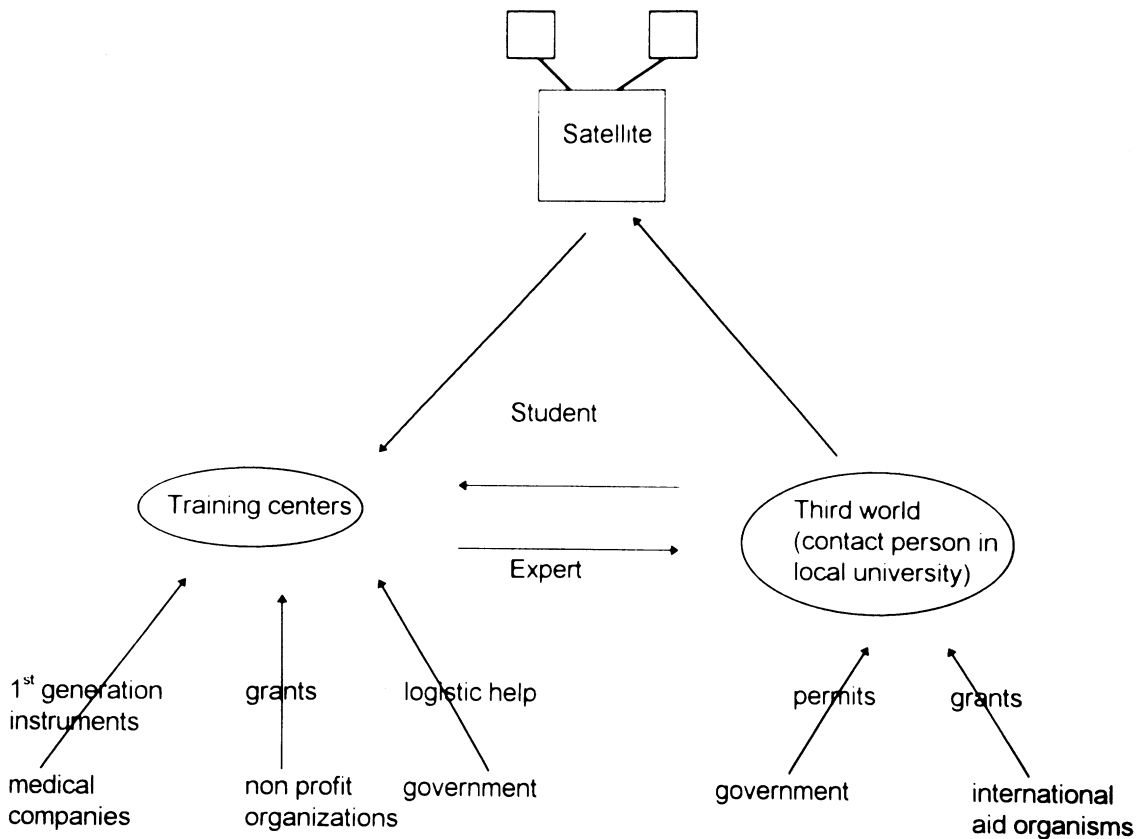 Satellite
Student
Training centers
Third world
(contact person in
local university)
Expert
1st generation
instruments
grants
logistic help
permits
grants
medical
companies
non profit
organizations
government
government
international
aid organisms